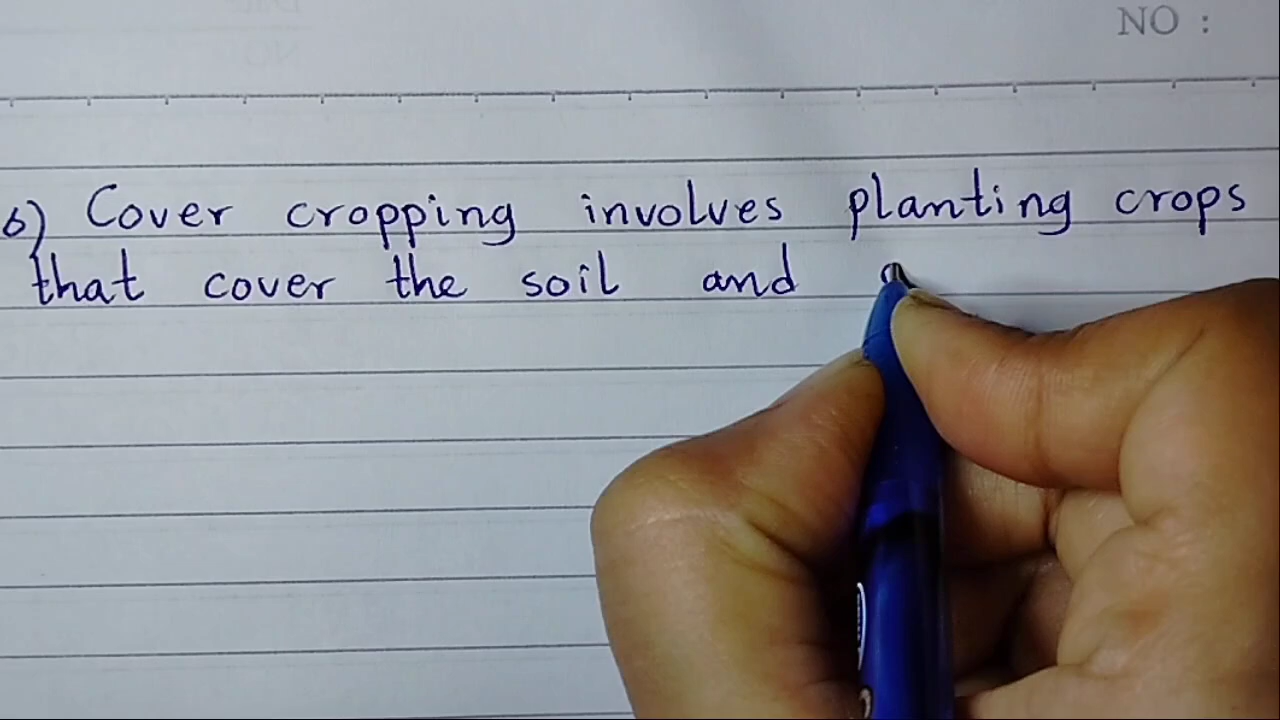 NO :
6) Cover cropping involves planting crops
that cover the soil and